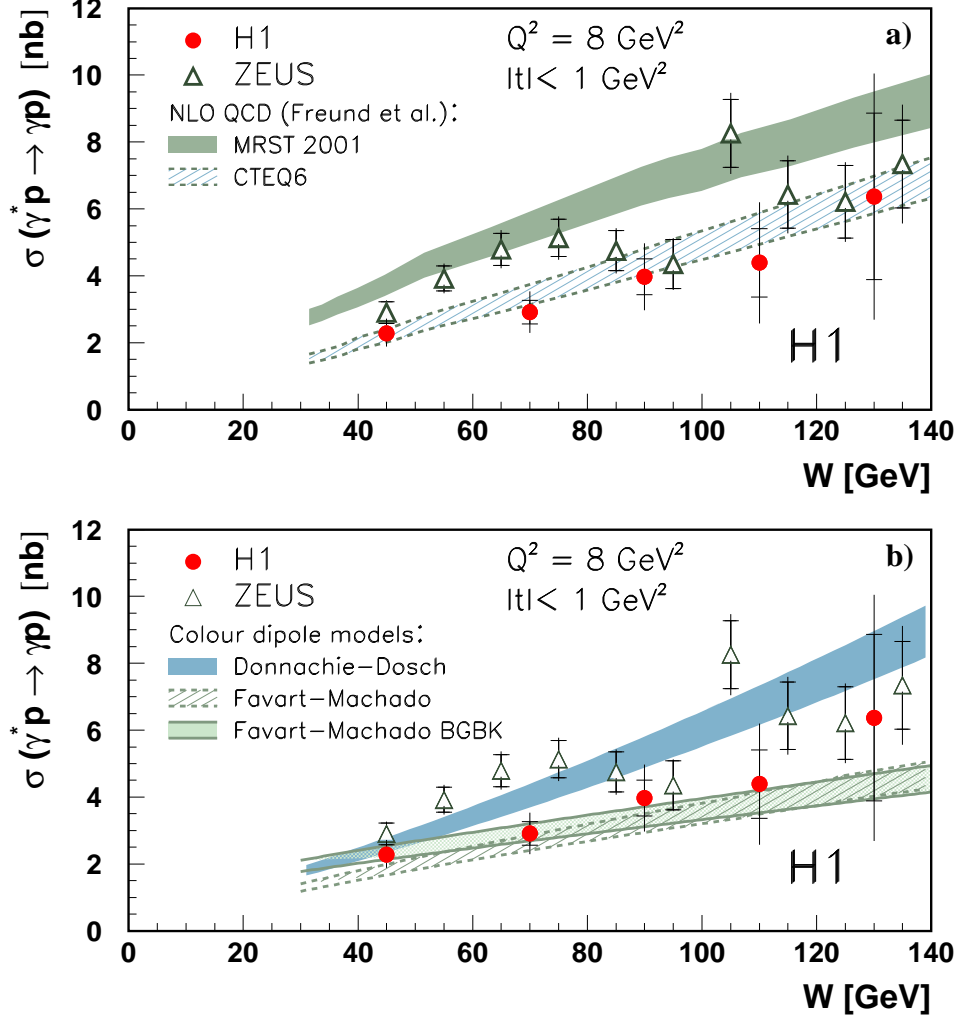 a)
H1
ZEUS
Q² = 8 GeV²
|t|< 1 GeV²
NLO QCD (Freund et al.):
MRST 2001
CTEQ6
H1
σ (γ*p → γp) [nb]
12
10
8
6
4
2
0
0 20 40 60 80 100 120 140
W [GeV]
b)
H1
ZEUS
Q² = 8 GeV²
|t|< 1 GeV²
Colour dipole models:
Donnachie–Dosch
Favart–Machado
Favart–Machado BGBK
H1
σ (γ*p → γp) [nb]
12
10
8
6
4
2
0
0 20 40 60 80 100 120 140
W [GeV]